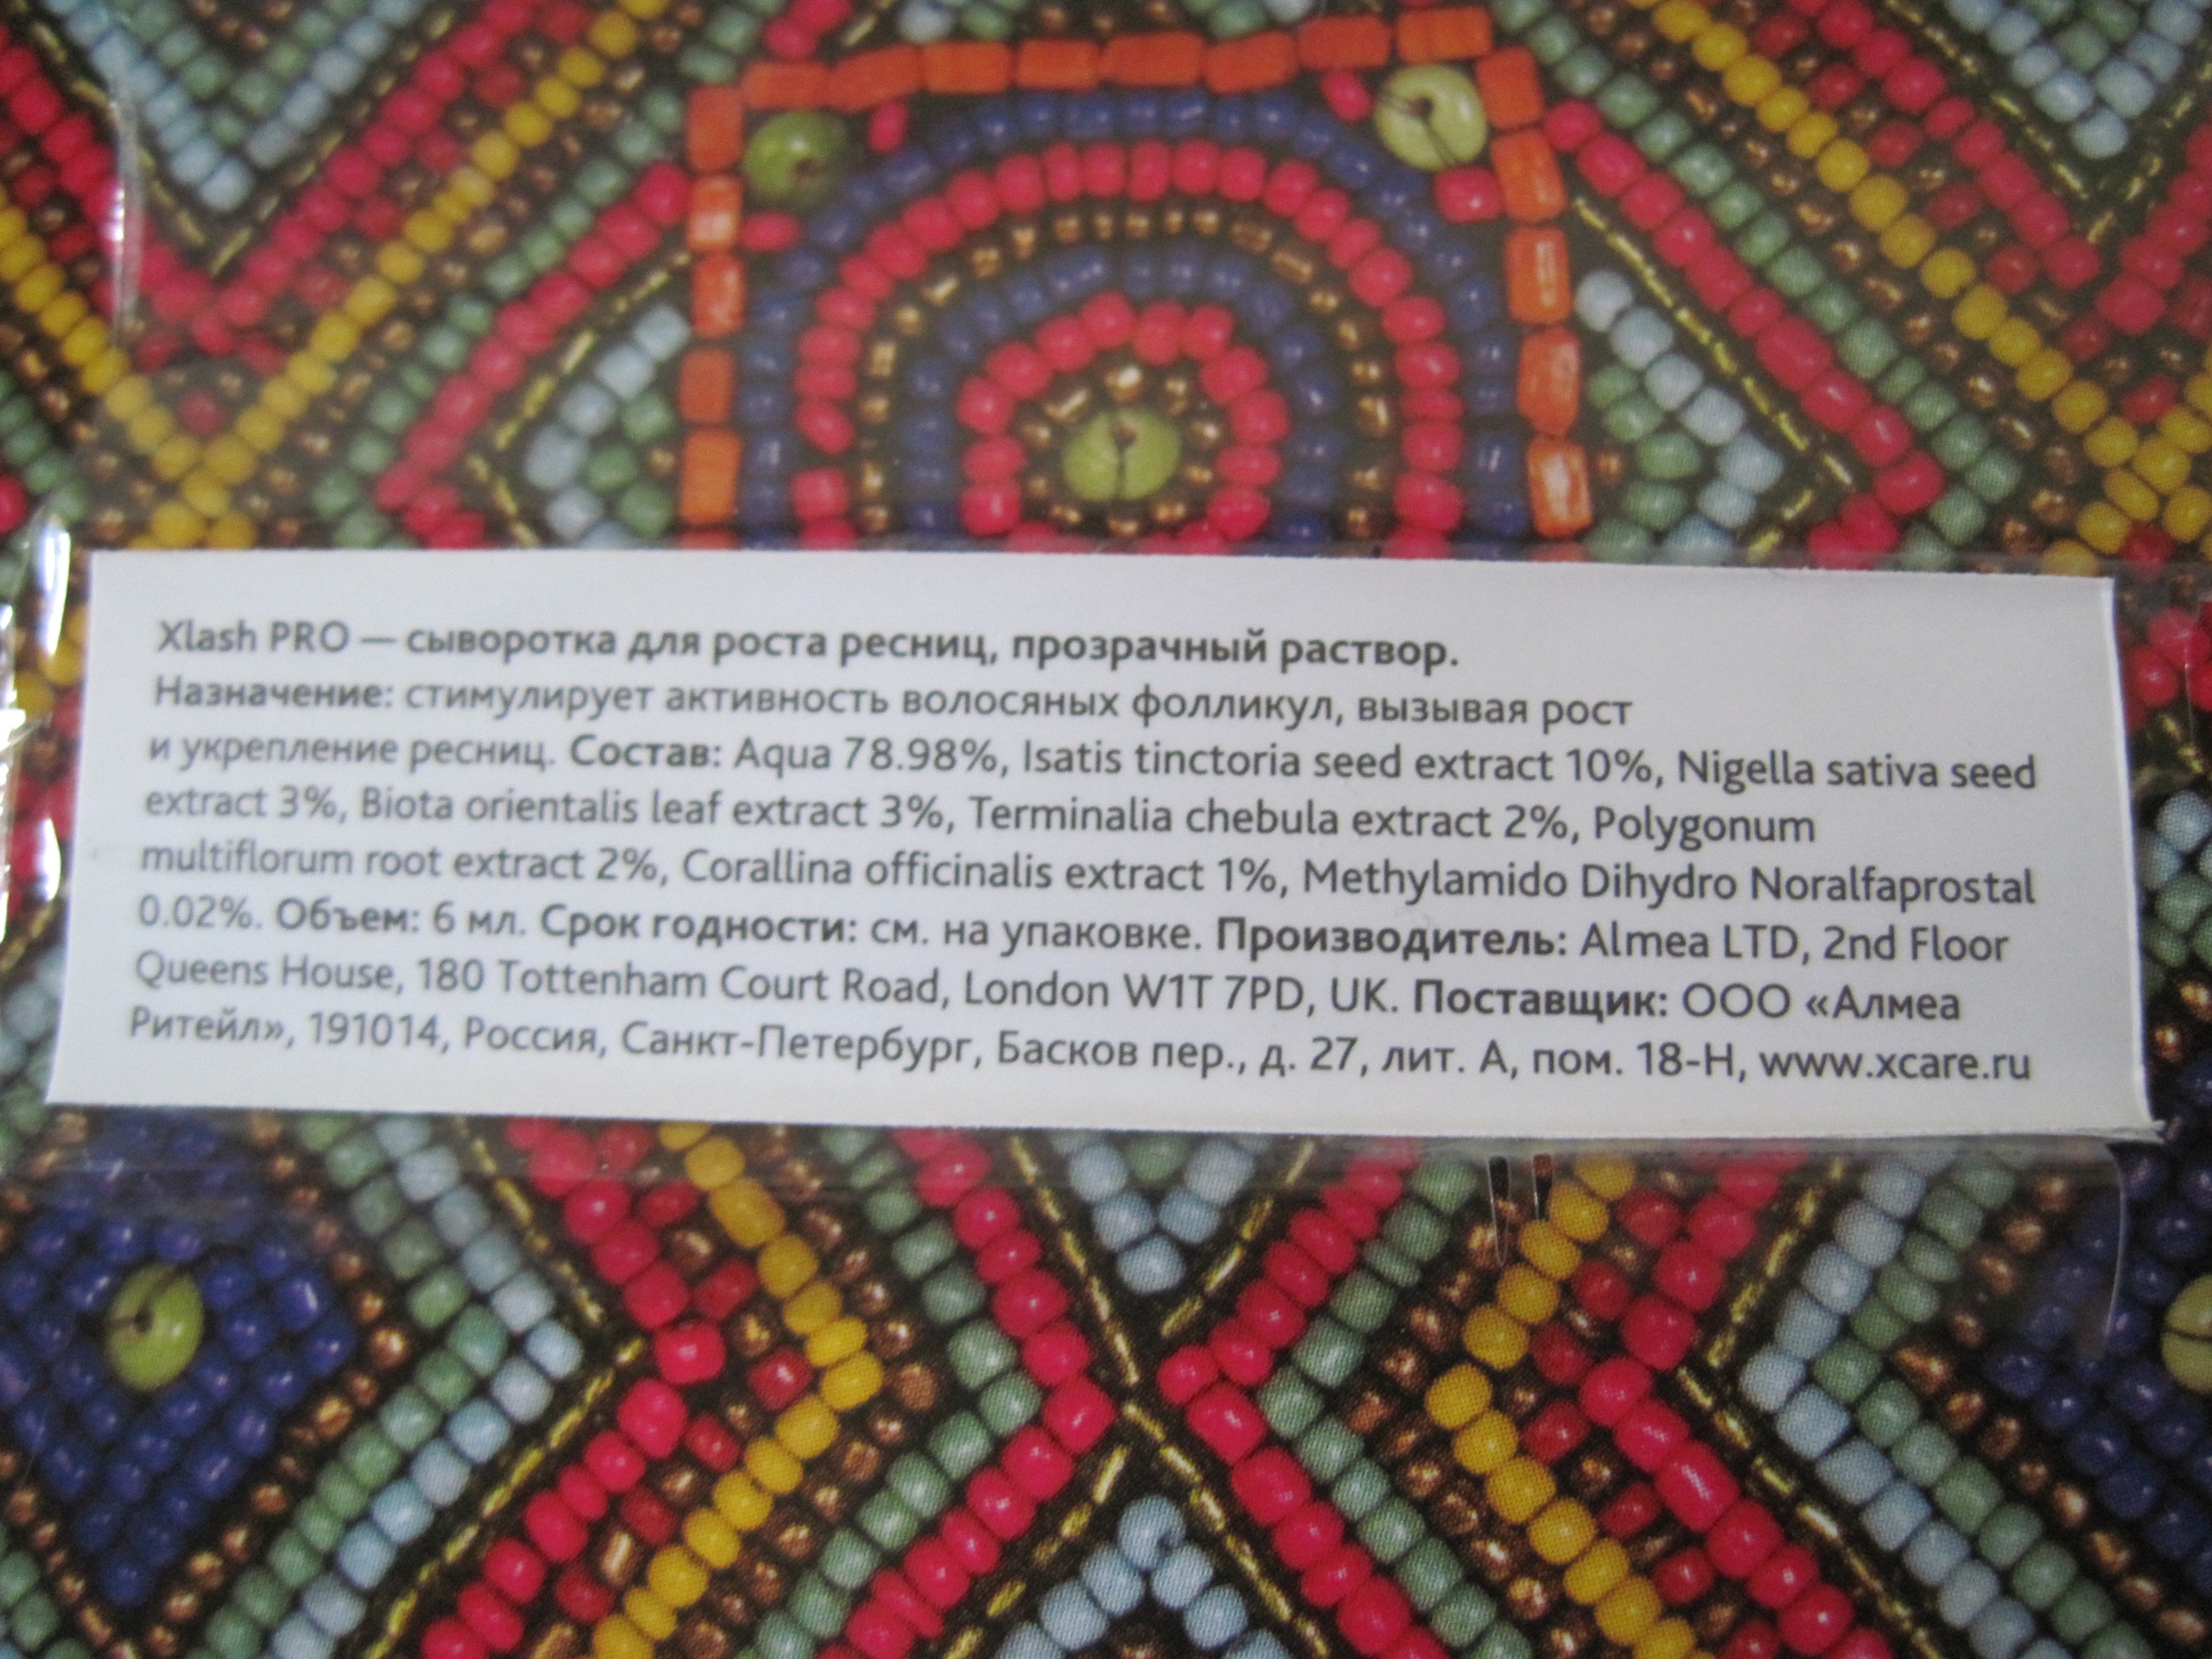 Xlash PRO — сыворотка для роста ресниц, прозрачный раствор.
Назначение: стимулирует активность волосяных фолликул, вызывая рост
и укрепление ресниц. Состав: Aqua 78.98%, Isatis tinctoria seed extract 10%, Nigella sativa seed
extract 3%, Biota orientalis leaf extract 3%, Terminalia chebula extract 2%, Polygonum
multiflorum root extract 2%, Corallina officinalis extract 1%, Methylamido Dihydro Noralfaprostal
0.02%. Объем: 6 мл. Срок годности: см. на упаковке. Производитель: Almea LTD, 2nd Floor
Queens House, 180 Tottenham Court Road, London W1T 7PD, UK. Поставщик: ООО «Алмеа
Ритейл», 191014, Россия, Санкт-Петербург, Басков пер., д. 27, лит. А, пом. 18-Н, www.xcare.ru